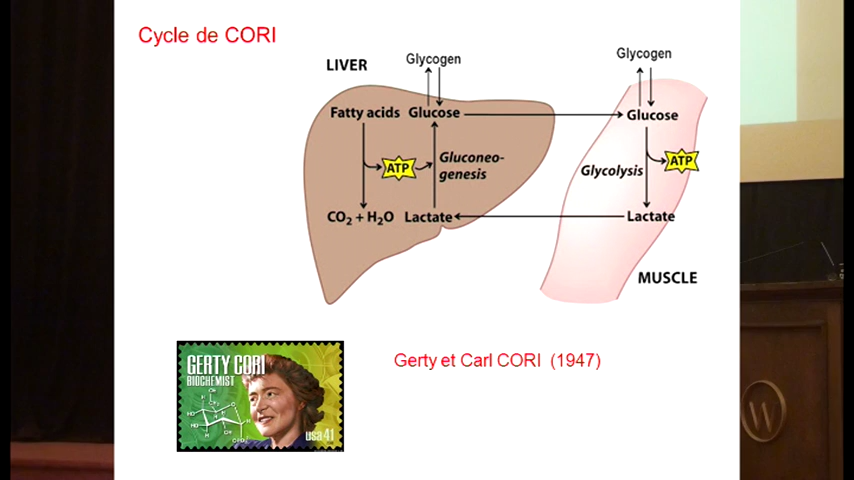 Cycle de CORI
LIVER
Glycogen
Glycogen
Fatty acids Glucose
Glucose
ATP
Gluconeo-
genesis
Glycolysis
ATP
CO₂ + H₂O Lactate
Lactate
MUSCLE
GERTY CORI
BIOCHEMIST
usa 41
Gerty et Carl CORI (1947)
W